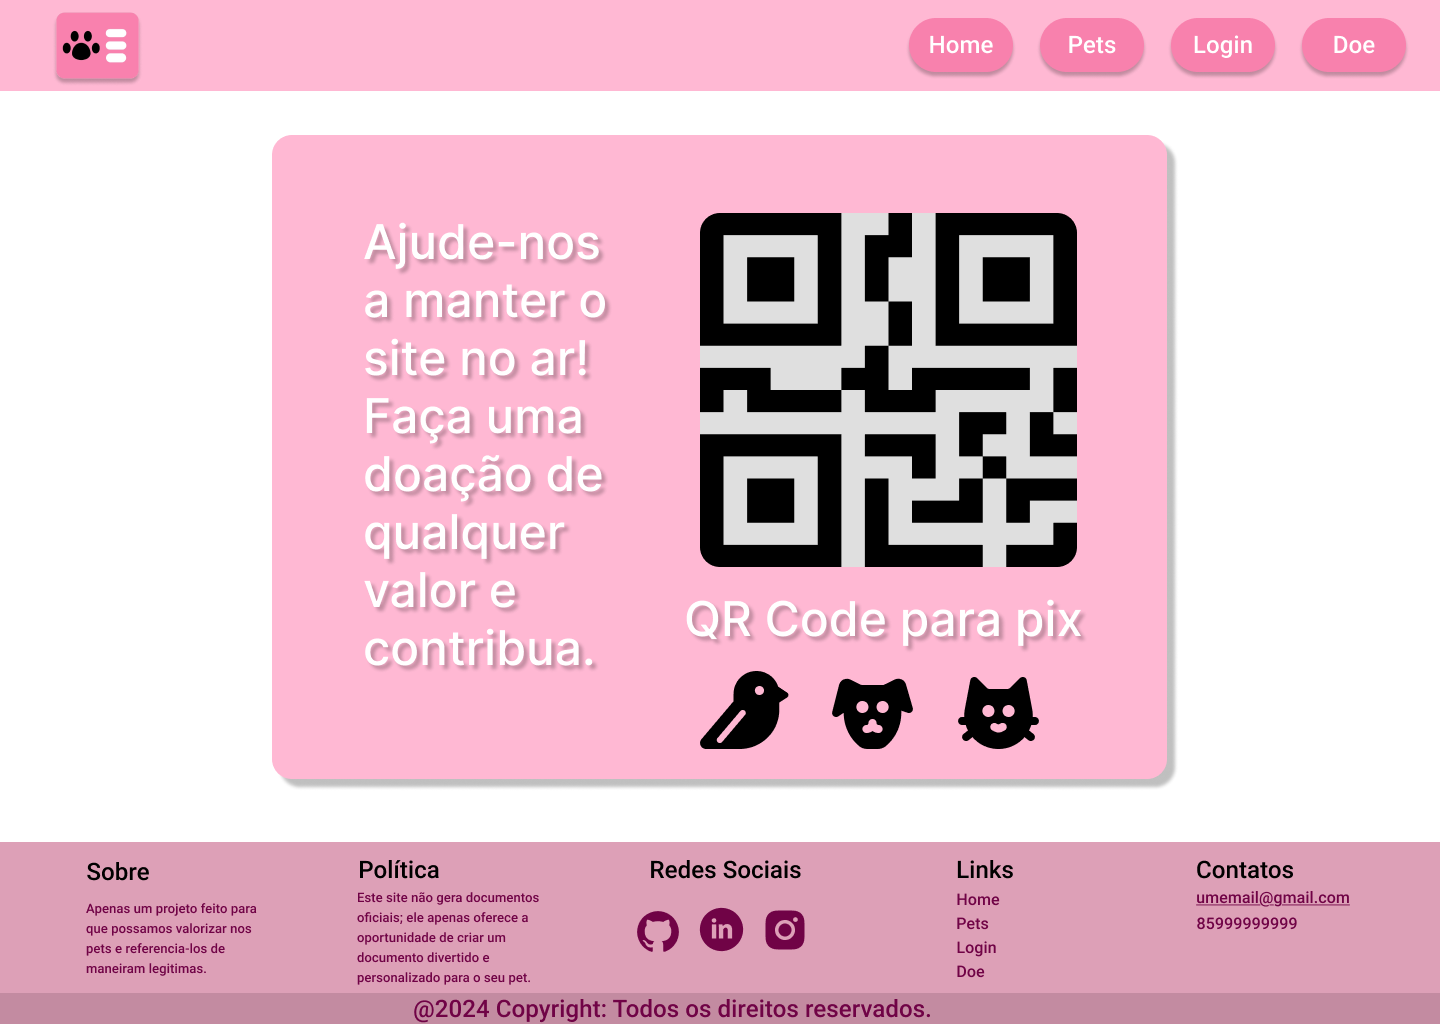 Home
Pets
Login
Doe
Ajude-nos
a manter o
site no ar!
Faça uma
doação de
qualquer
valor e
contribua.
QR Code para pix
Sobre
Apenas um projeto feito para
que possamos valorizar nos
pets e referencia-los de
maneiram legitimas.
Política
Este site não gera documentos
oficiais; ele apenas oferece a
oportunidade de criar um
documento divertido e
personalizado para o seu pet.
Redes Sociais
in
Links
Home
Pets
Login
Doe
Contatos
umemail@gmail.com
85999999999
@2024 Copyright: Todos os direitos reservados.